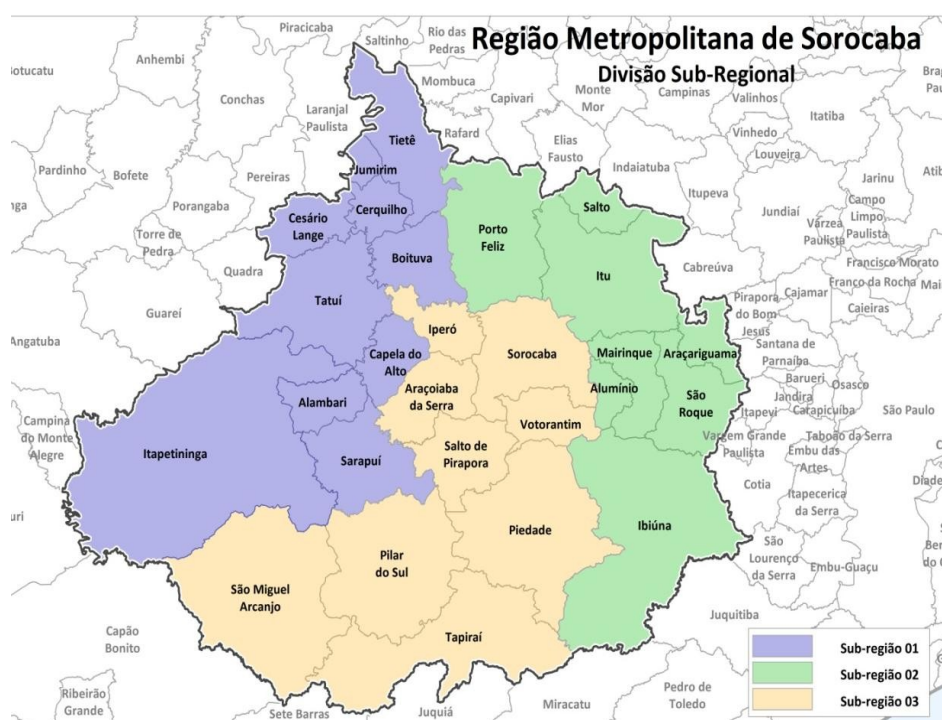 Região Metropolitana de Sorocaba
Divisão Sub-Regional
Piracicaba
Saltinho
Rio das
Pedras
Anhembi
Botucatu
Mombuca
Conchas
Capivari
Monte
Mor
Campinas
Valinhos
Itatiba
Laranjal
Paulista
Rafard
Vinhedo
Tietê
Elias
Fausto
Louveira
Pardinho
Bofete
Pereiras
Jumirim
Indaiatuba
Itupeva
Jarinu
Porangaba
Cesário
Lange
Cerquilho
Salto
Jundiaí
Campo
Limpo
Paulista
Várzea
Paulista
Torre de
Pedra
Porto
Feliz
Quadra
Boituva
Itu
Cabreúva
Francisco Morato
Franco da Rocha
Mai
Guareí
Tatuí
Pirapora
do Bom
Jesus
Cajamar
Caieiras
Angatuba
Iperó
Sorocaba
Mairinque
Araçariguama
Santana de
Parnaíba
Capela do
Alto
Araçoiaba
da Serra
Alumínio
São
Roque
Barueri
Jandira
Osasco
Itapevi
Carapicuíba
São Paulo
Alambari
Votorantim
Campina
do Monte
Alegre
Itapetininga
Sarapuí
Salto de
Pirapora
Vargem Grande
Paulista
Taboão da Serra
Embu das
Artes
Cotia
Itapecerica
da Serra
Diade
uri
Piedade
Ibiúna
São
Lourenço
da Serra
Embu-Guaçu
Ber
do C
Pilar
do Sul
São Miguel
Arcanjo
Juquitiba
Capão
Bonito
Tapiraí
Ribeirão
Grande
Sete Barras
Juquiá
Miracatu
Pedro de
Toledo
Sub-região 01
Sub-região 02
Sub-região 03